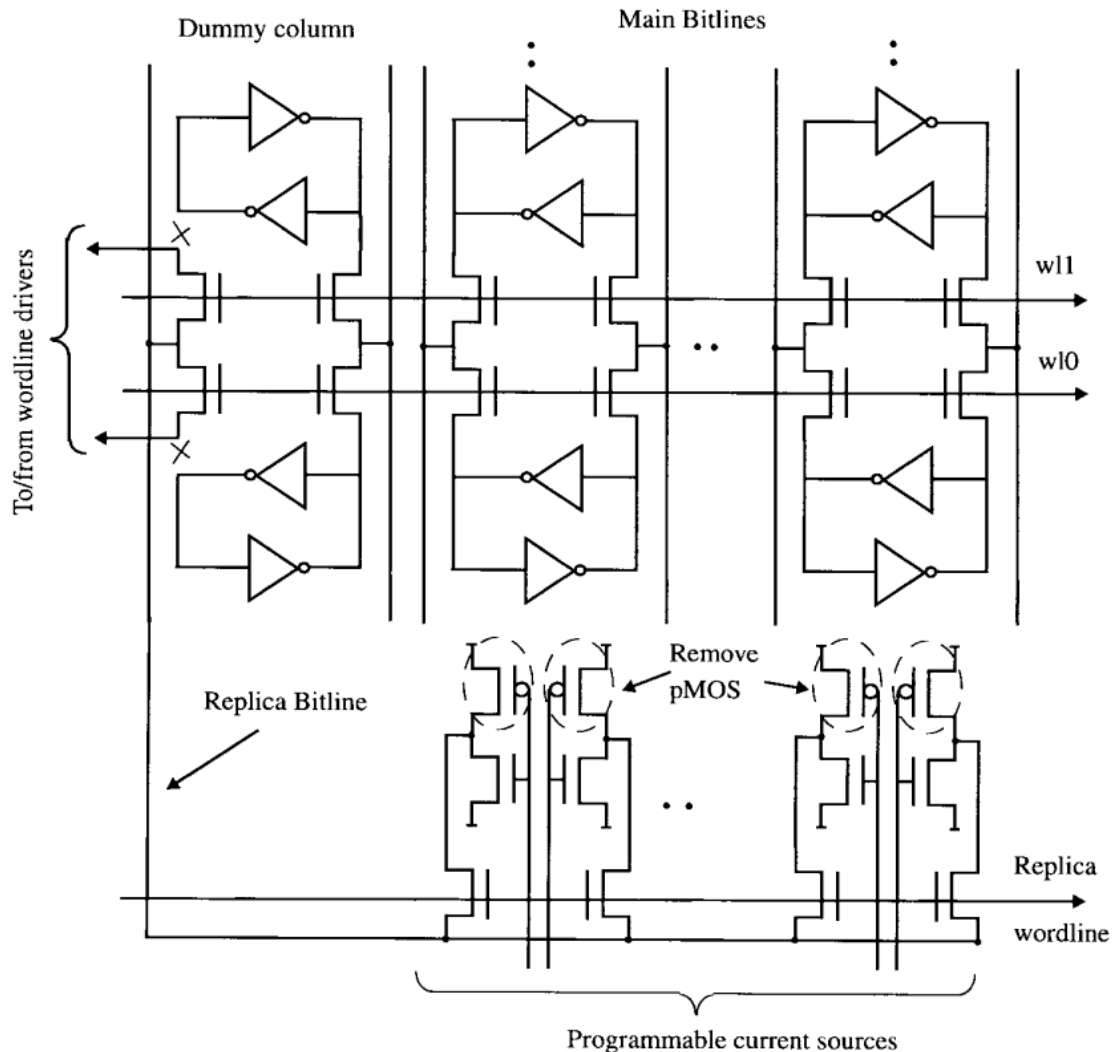 Dummy column
Main Bitlines
wl1
wl0
To/from wordline drivers
Remove
pMOS
Replica Bitline
Replica
wordline
Programmable current sources